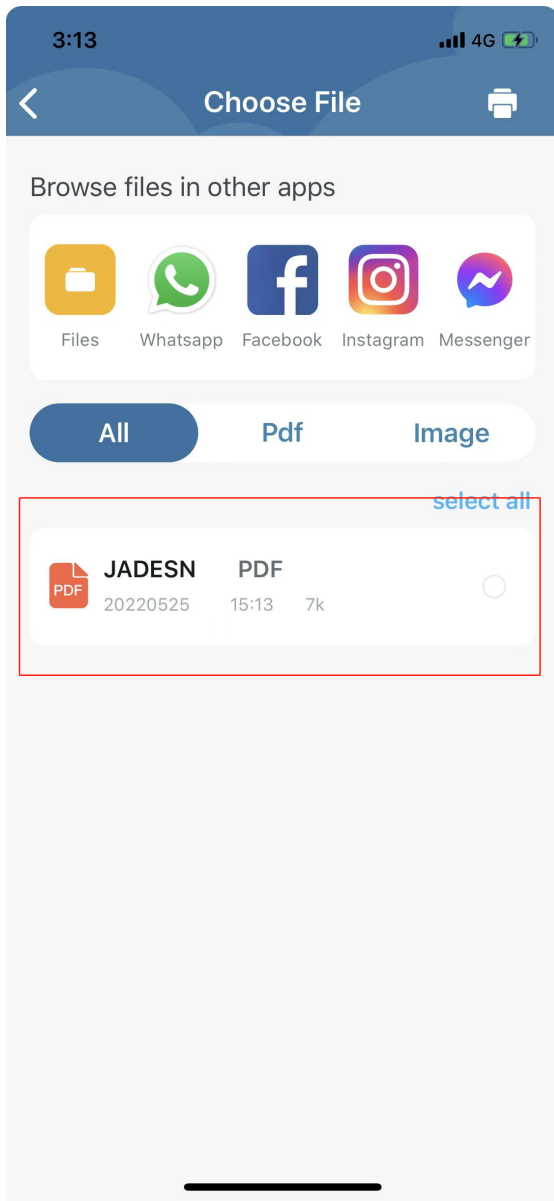 3:13 4G
Choose File
Browse files in other apps
Files Whatsapp Facebook Instagram Messenger
All Pdf Image
select all
PDF JADESN PDF
20220525 15:13 7k